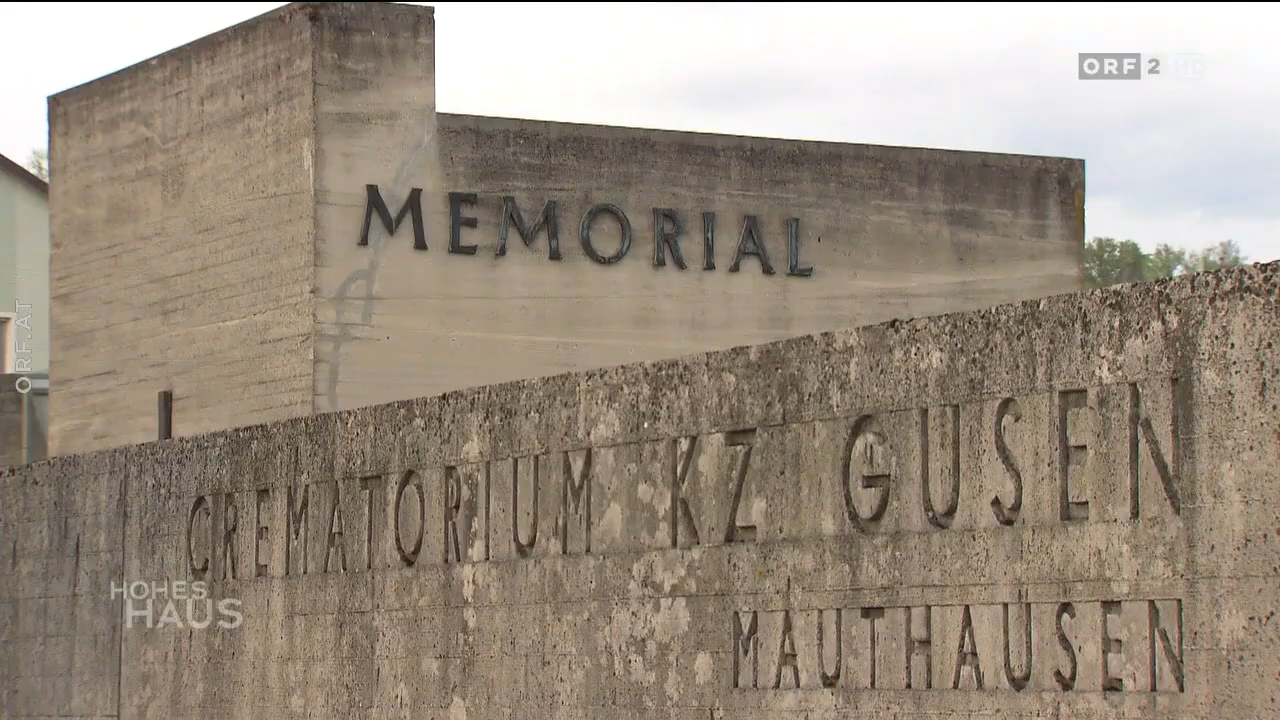 ORF 2 HD
MEMORIAL
ORF.AT
CREMATORIUM KZ GUSEN
HOHES
HAUS
MAUTHAUSEN